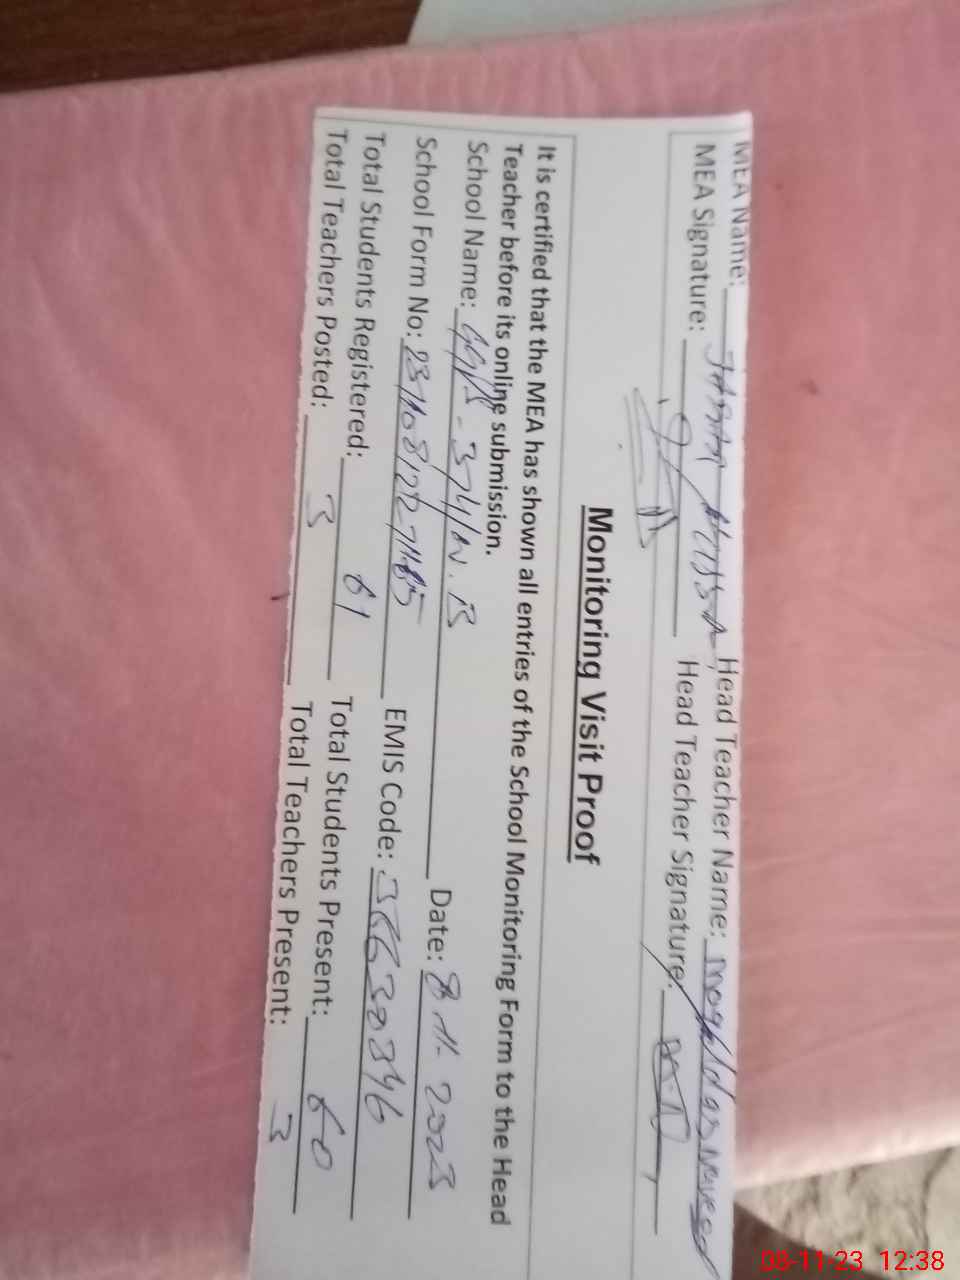 MEA Name: Head Teacher Name:
MEA Signature: Head Teacher Signature:
Monitoring Visit Proof
It is certified that the MEA has shown all entries of the School Monitoring Form to the Head
Teacher before its online submission.
School Name: Date: 8-11-2023
School Form No: EMIS Code: 36630346
Total Students Registered: 61 Total Students Present: 60
Total Teachers Posted: 3 Total Teachers Present: 3
08-11-23 12:38